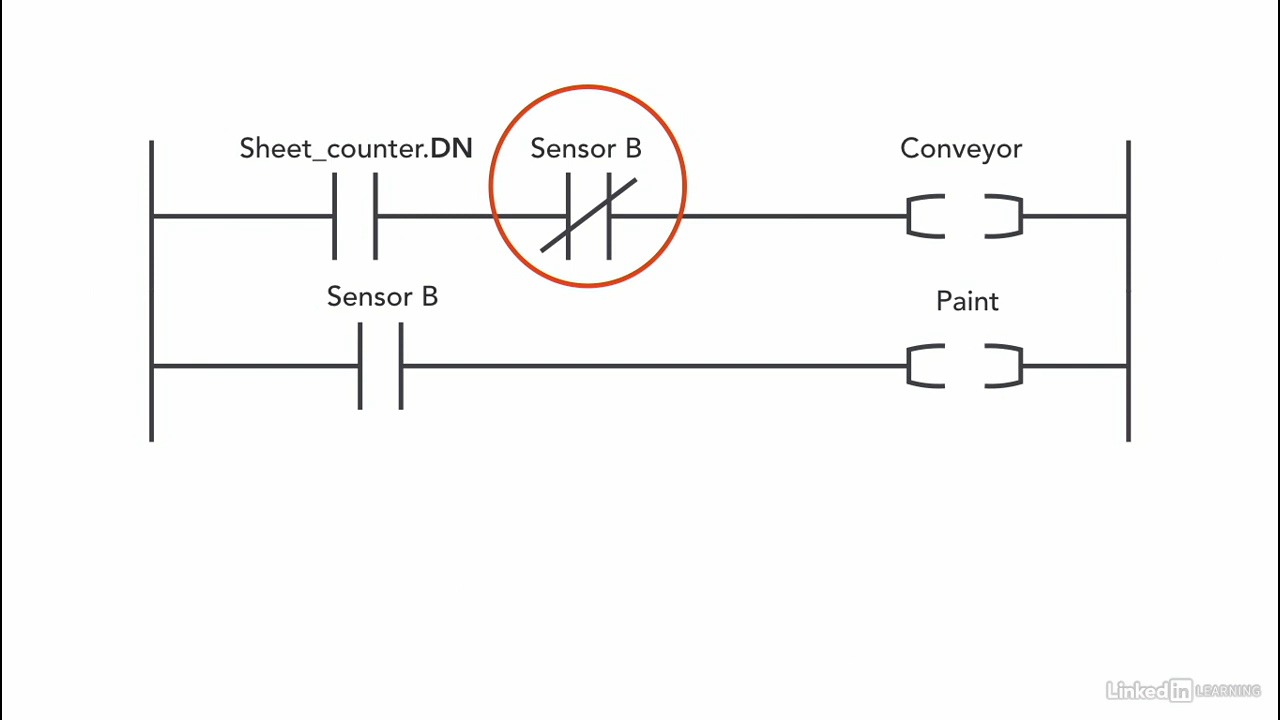 Sheet_counter.DN Sensor B Conveyor
Sensor B Paint
Linked in LEARNING